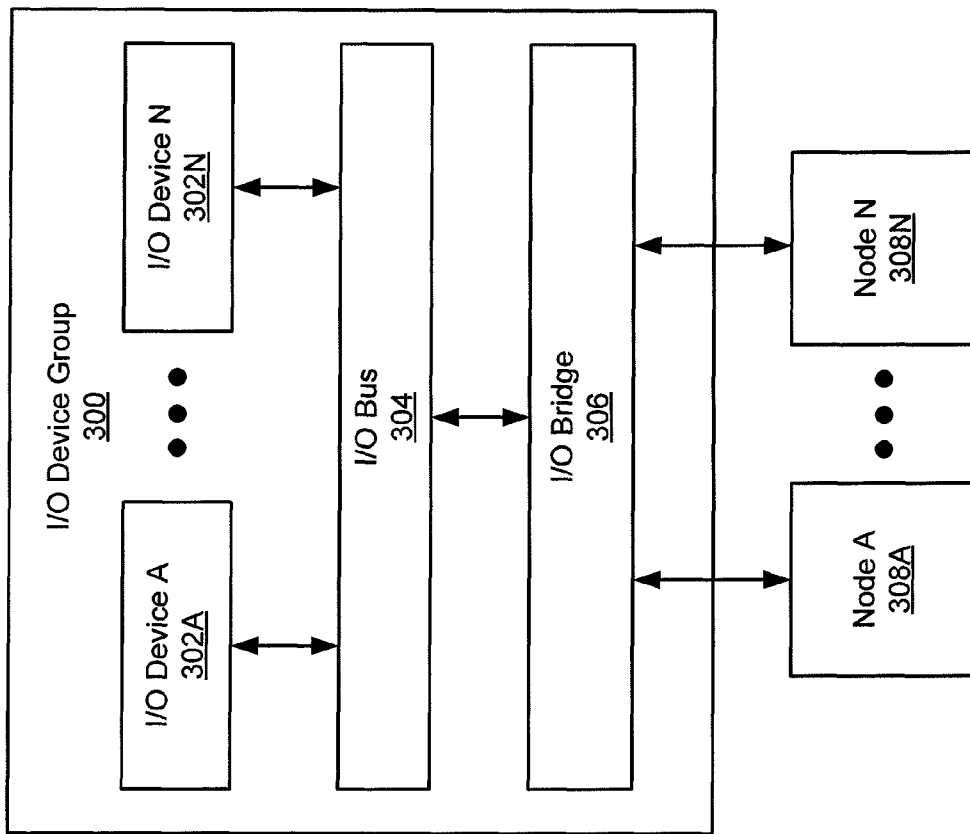 I/O Device Group
300
I/O Device A
302A
I/O Device N
302N
I/O Bus
304
I/O Bridge
306
Node A
308A
Node N
308N